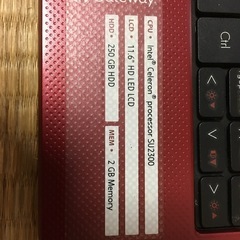 Gateway
CPU • Intel® Celeron® processor SU2300
LCD • 11.6" HD LED LCD
HDD • 250 GB HDD
MEM • 2 GB Memory
Ctrl